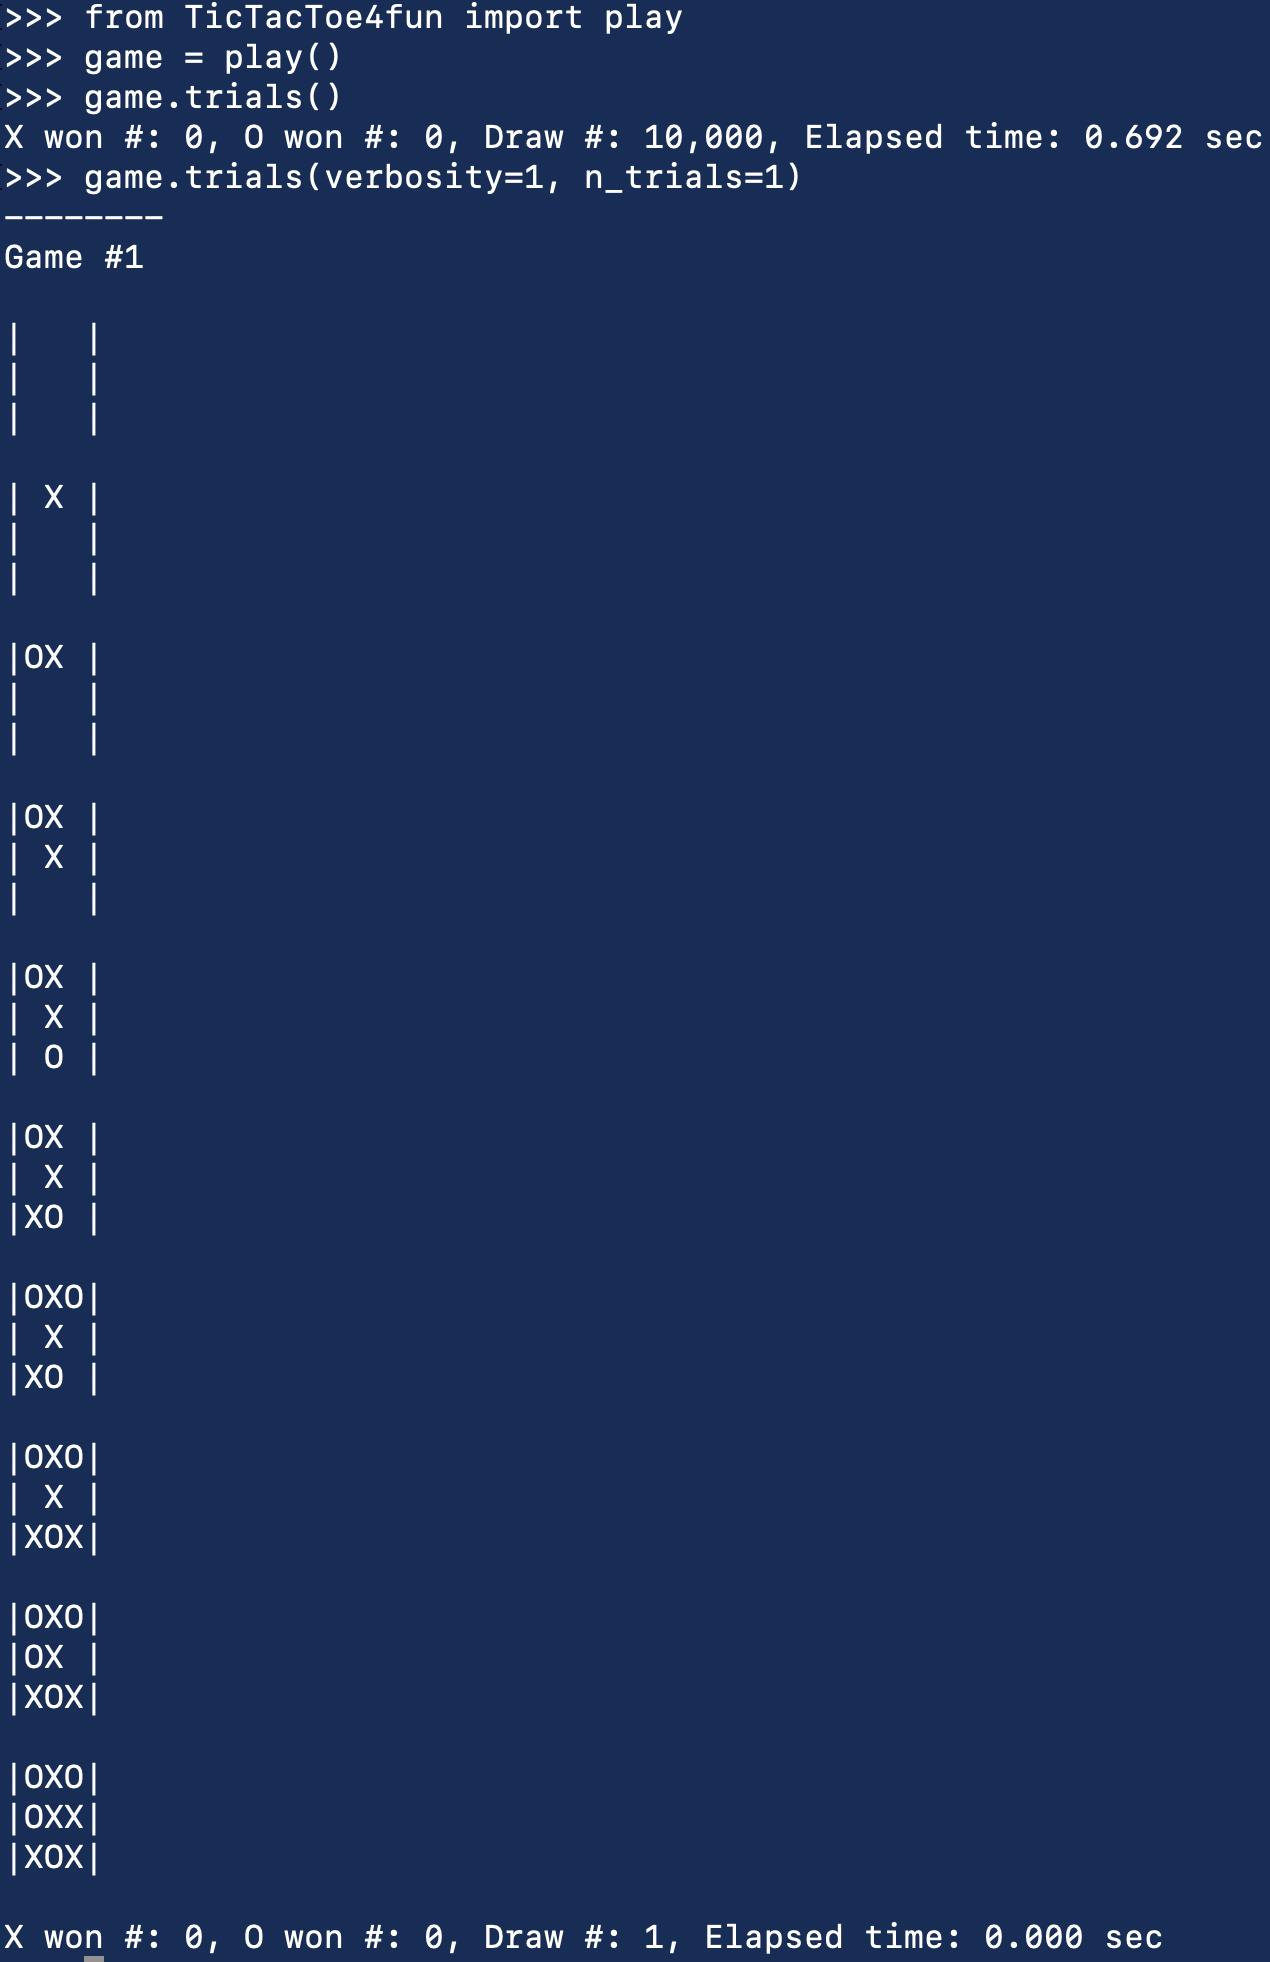 >>> from TicTacToe4fun import play
>>> game = play()
>>> game.trials()
X won #: 0, O won #: 0, Draw #: 10,000, Elapsed time: 0.692 sec
>>> game.trials(verbosity=1, n_trials=1)
--------
Game #1

|   |
|   |
|   |

| X |
|   |
|   |

|OX |
|   |
|   |

|OX |
| X |
|   |

|OX |
| X |
| O |

|OX |
| X |
|XO |

|OXO|
| X |
|XO |

|OXO|
| X |
|XOX|

|OXO|
|OX |
|XOX|

|OXO|
|OXX|
|XOX|

X won #: 0, O won #: 0, Draw #: 1, Elapsed time: 0.000 sec